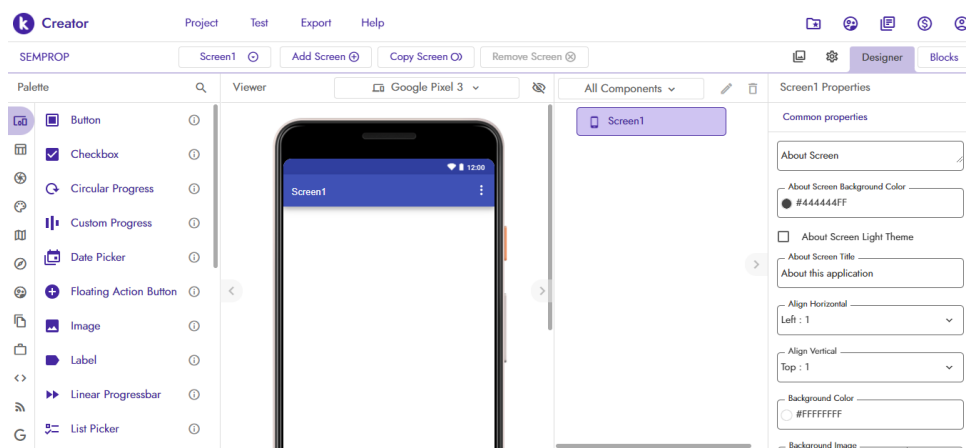 Creator
Project
Test
Export
Help
SEMPROP
Screen1
Add Screen
Copy Screen
Remove Screen
Designer
Blocks
Palette
Viewer
Google Pixel 3
All Components
Screen1 Properties
Button
Checkbox
Circular Progress
Custom Progress
Date Picker
Floating Action Button
Image
Label
Linear Progressbar
List Picker
12:00
Screen1
Screen1
Common properties
About Screen
About Screen Background Color
#444444FF
About Screen Light Theme
About Screen Title
About this application
Align Horizontal
Left : 1
Align Vertical
Top : 1
Background Color
#FFFFFFFF
Background Image